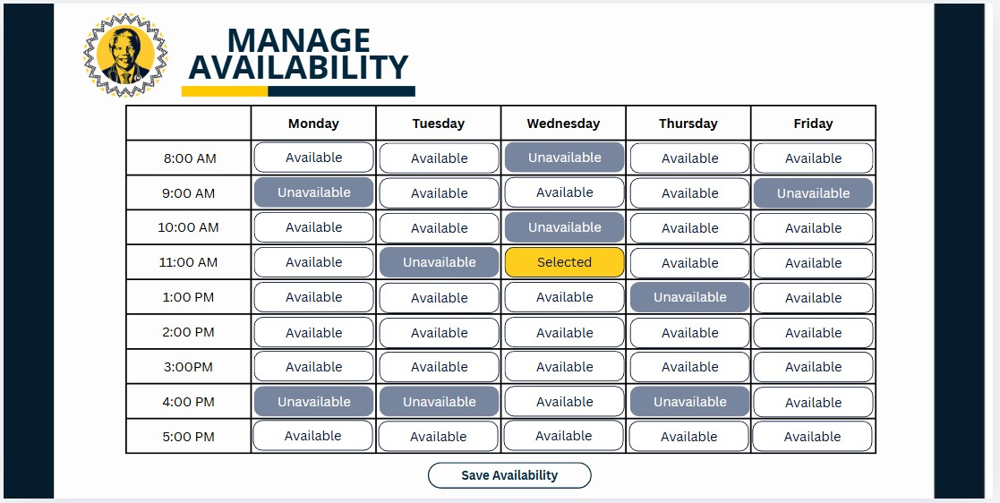 MANAGE
AVAILABILITY
Monday Tuesday Wednesday Thursday Friday
8:00 AM Available Available Unavailable Available Available
9:00 AM Unavailable Available Available Available Unavailable
10:00 AM Available Available Unavailable Available Available
11:00 AM Available Unavailable Selected Available Available
1:00 PM Available Available Available Unavailable Available
2:00 PM Available Available Available Available Available
3:00PM Available Available Available Available Available
4:00 PM Unavailable Unavailable Available Unavailable Available
5:00 PM Available Available Available Available Available
Save Availability